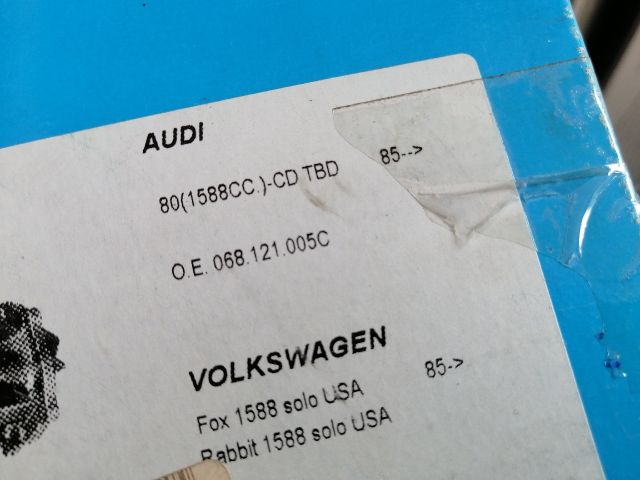 AUDI
80(1588CC.)-CD TBD 85-->
O.E. 068.121.005C
VOLKSWAGEN
Fox 1588 solo USA 85->
Rabbit 1588 solo USA